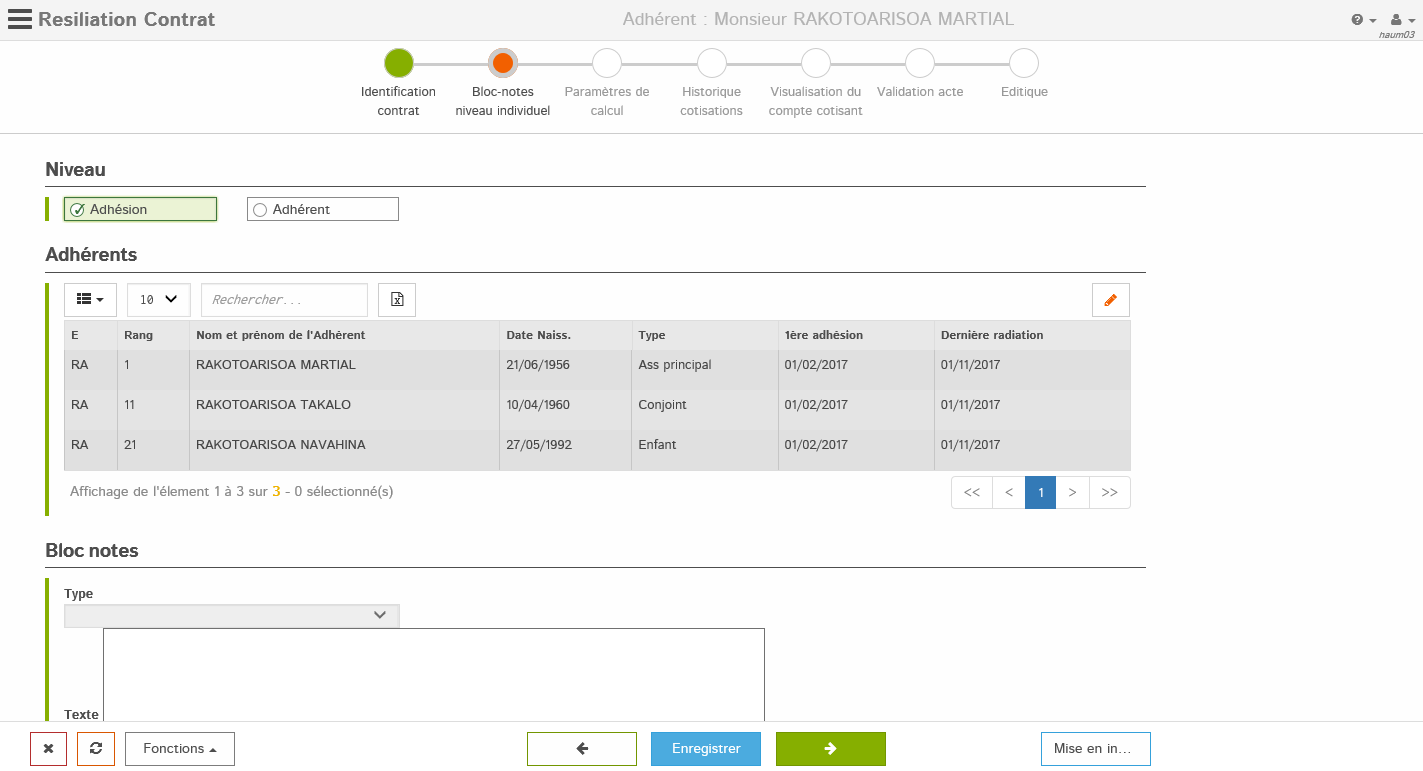 Resiliation Contrat
Adhérent : Monsieur RAKOTOARISOA MARTIAL
haum03
Identification contrat
Bloc-notes niveau individuel
Paramètres de calcul
Historique cotisations
Visualisation du compte cotisant
Validation acte
Editique
Niveau
Adhésion
Adhérent
Adhérents
10
Rechercher...
E Rang Nom et prénom de l'Adhérent Date Naiss. Type 1ère adhésion Dernière radiation
RA 1 RAKOTOARISOA MARTIAL 21/06/1956 Ass principal 01/02/2017 01/11/2017
RA 11 RAKOTOARISOA TAKALO 10/04/1960 Conjoint 01/02/2017 01/11/2017
RA 21 RAKOTOARISOA NAVAHINA 27/05/1992 Enfant 01/02/2017 01/11/2017
Affichage de l'élement 1 à 3 sur 3 - 0 sélectionné(s)
<< < 1 > >>
Bloc notes
Type
Texte
Fonctions
Enregistrer
Mise en in...